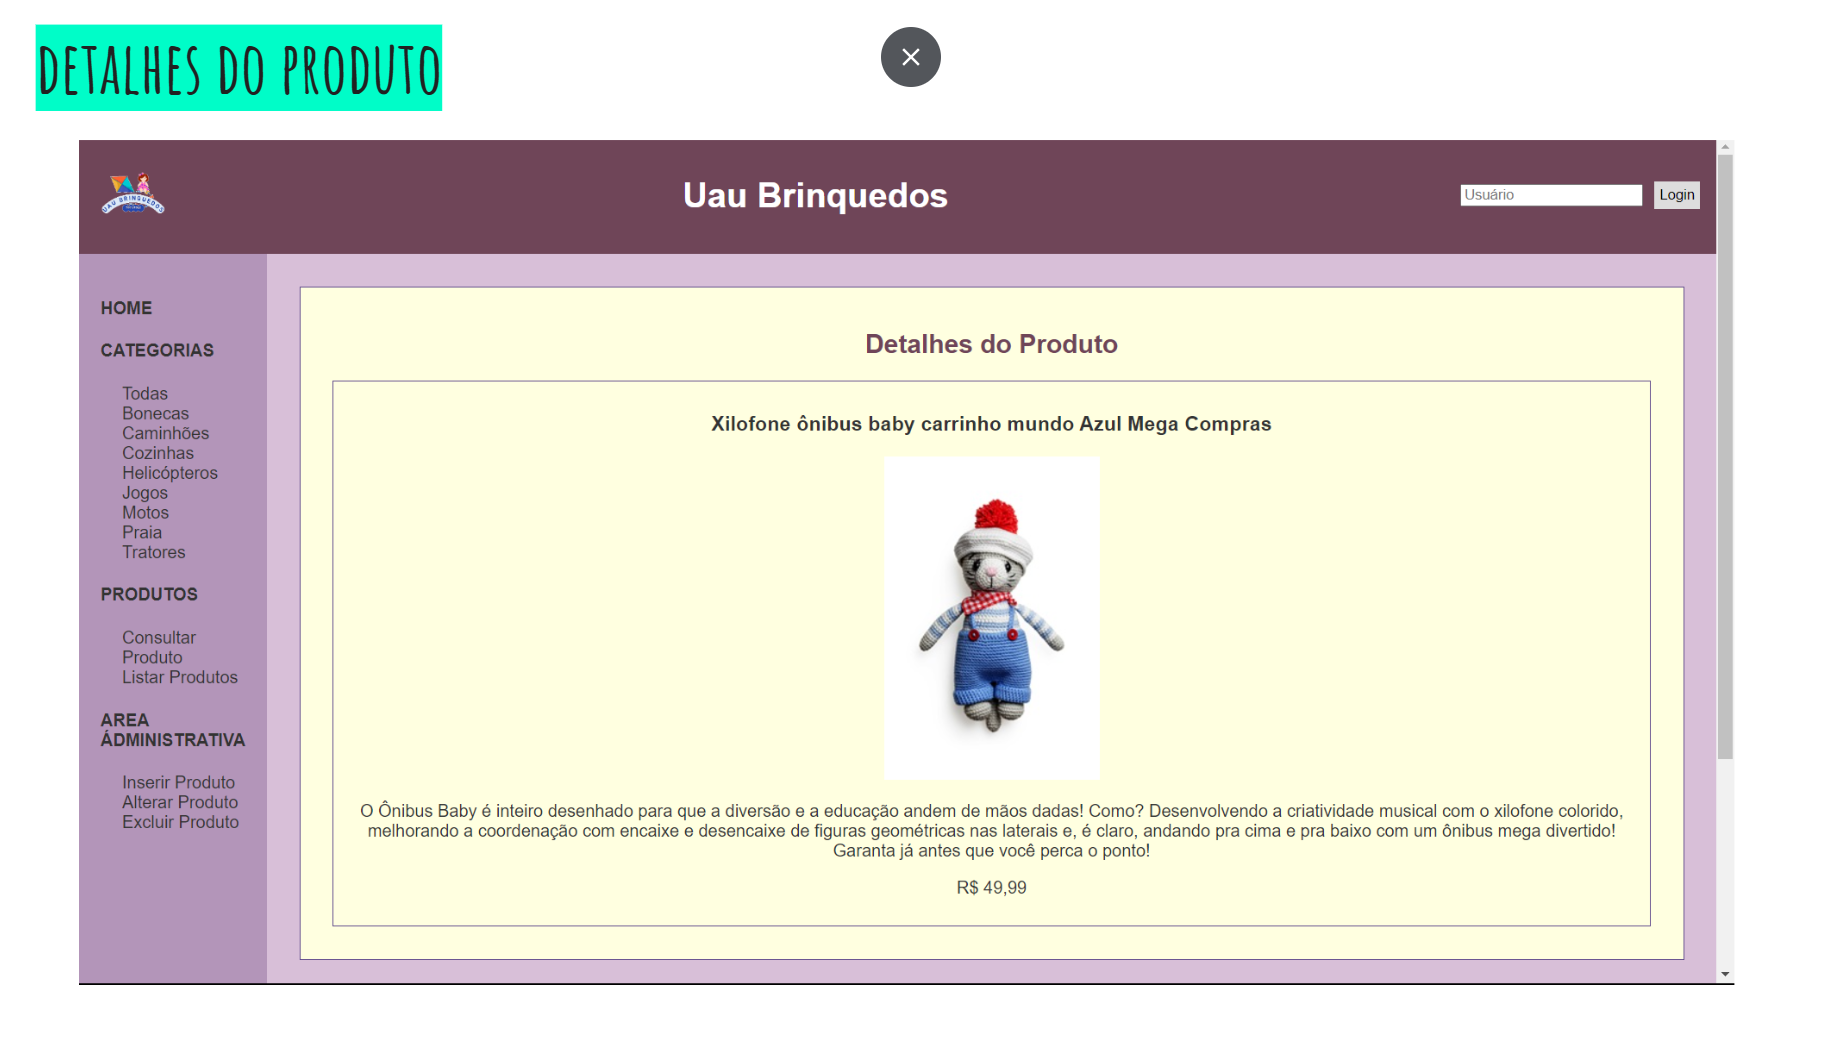 DETALHES DO PRODUTO
UAU BRINQUEDOS
Uau Brinquedos
Usuário
Login
HOME
CATEGORIAS
Todas
Bonecas
Caminhões
Cozinhas
Helicópteros
Jogos
Motos
Praia
Tratores
PRODUTOS
Consultar
Produto
Listar Produtos
AREA
ÁDMINISTRATIVA
Inserir Produto
Alterar Produto
Excluir Produto
Detalhes do Produto
Xilofone ônibus baby carrinho mundo Azul Mega Compras
O Ônibus Baby é inteiro desenhado para que a diversão e a educação andem de mãos dadas! Como? Desenvolvendo a criatividade musical com o xilofone colorido,
melhorando a coordenação com encaixe e desencaixe de figuras geométricas nas laterais e, é claro, andando pra cima e pra baixo com um ônibus mega divertido!
Garanta já antes que você perca o ponto!
R$ 49,99